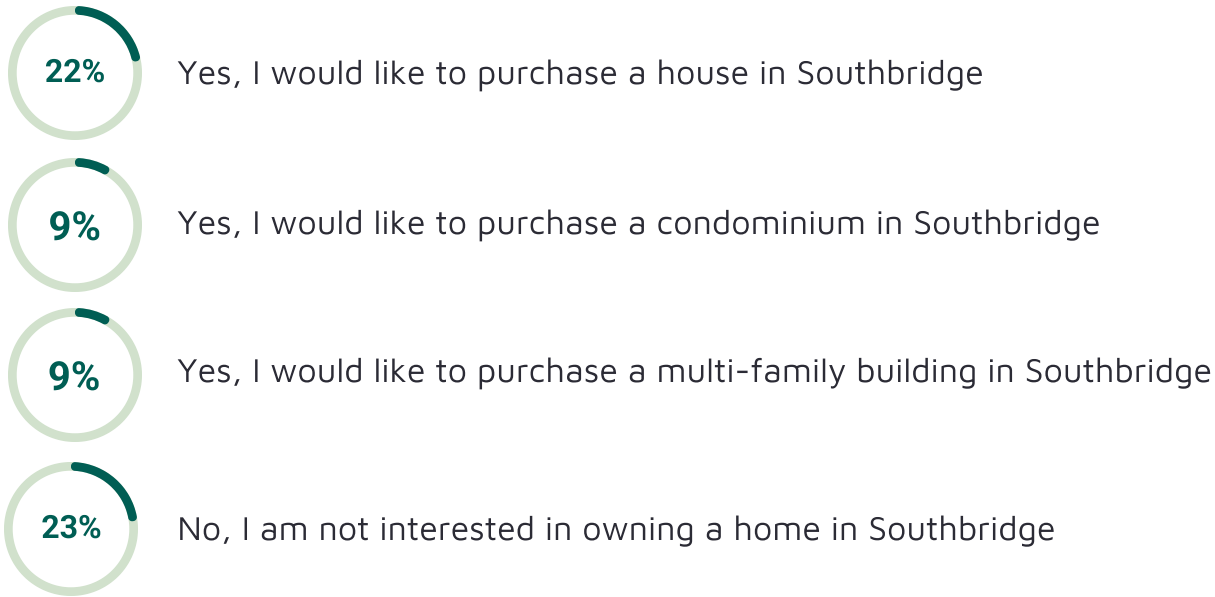 22% Yes, I would like to purchase a house in Southbridge
9% Yes, I would like to purchase a condominium in Southbridge
9% Yes, I would like to purchase a multi-family building in Southbridge
23% No, I am not interested in owning a home in Southbridge